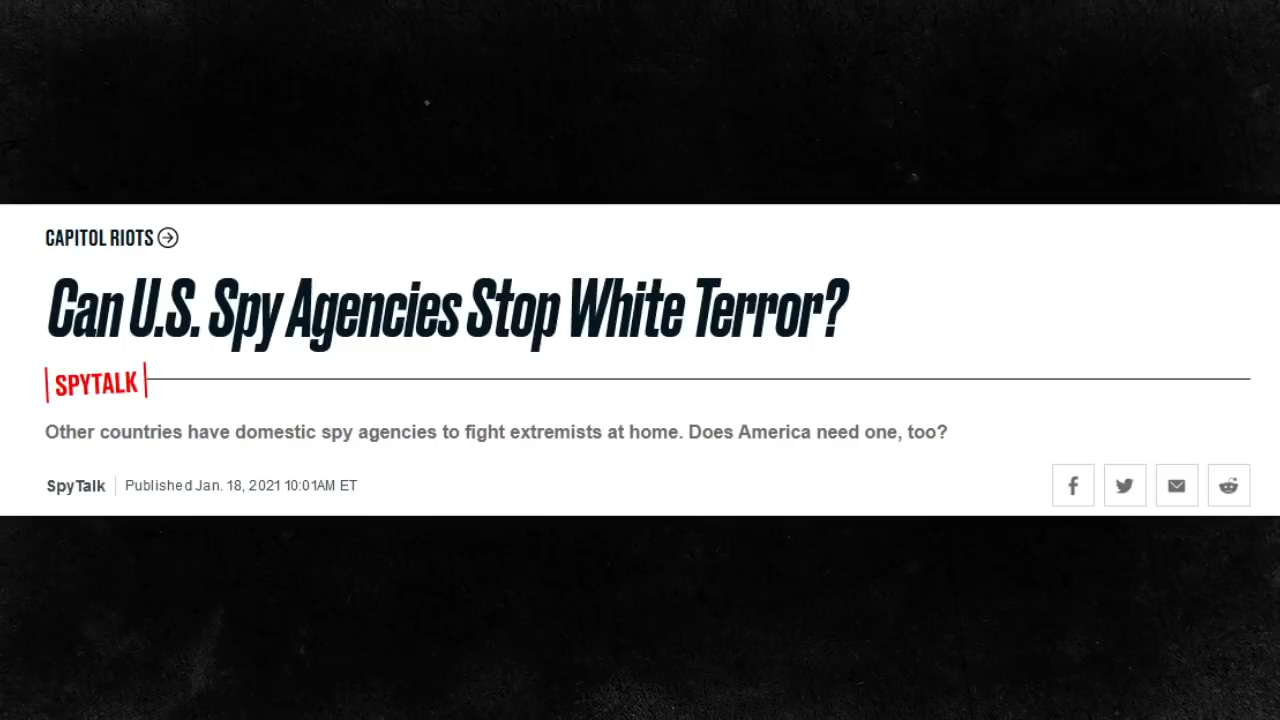 CAPITOL RIOTS
Can U.S. Spy Agencies Stop White Terror?
SPYTALK
Other countries have domestic spy agencies to fight extremists at home. Does America need one, too?
SpyTalk Published Jan. 18, 2021 10:01AM ET